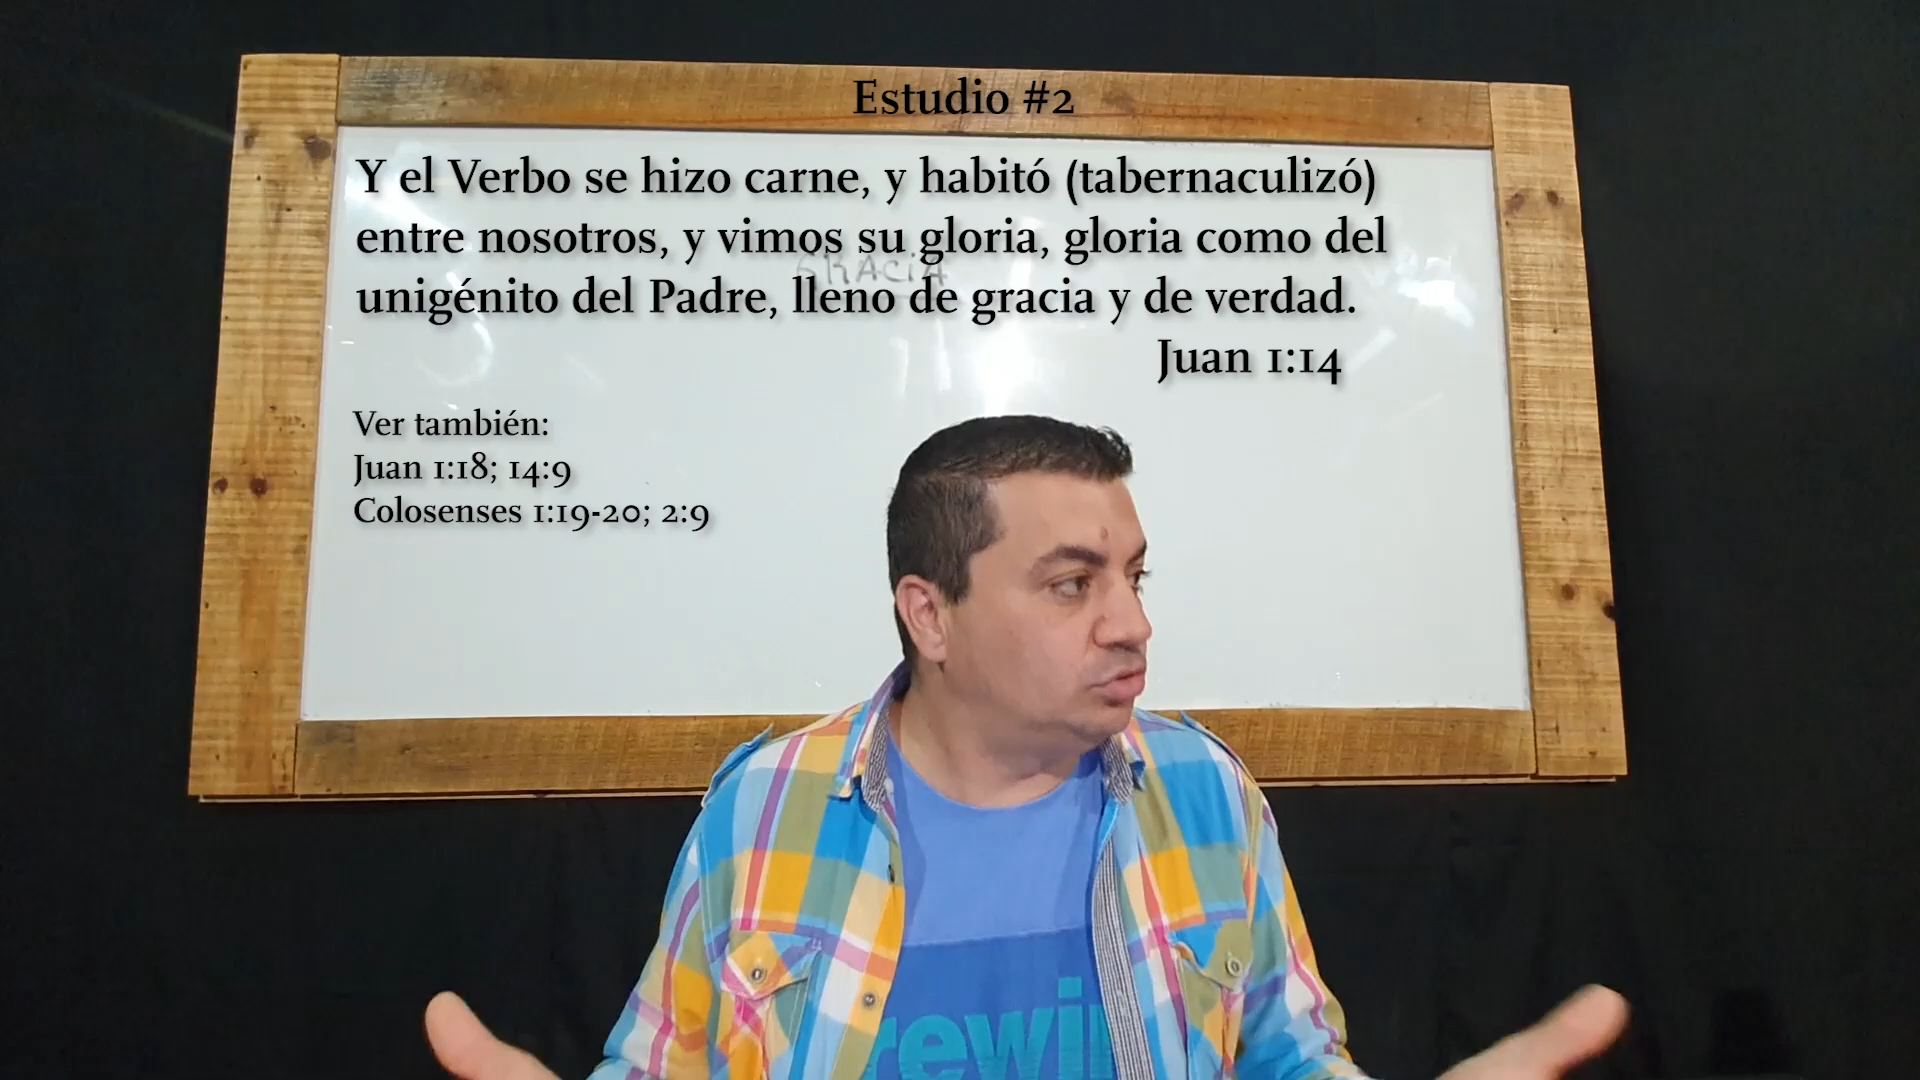 Estudio #2
Y el Verbo se hizo carne, y habitó (tabernaculizó)
entre nosotros, y vimos su gloria, gloria como del
GRACIA
unigénito del Padre, lleno de gracia y de verdad.
Juan 1:14
Ver también:
Juan 1:18; 14:9
Colosenses 1:19-20; 2:9